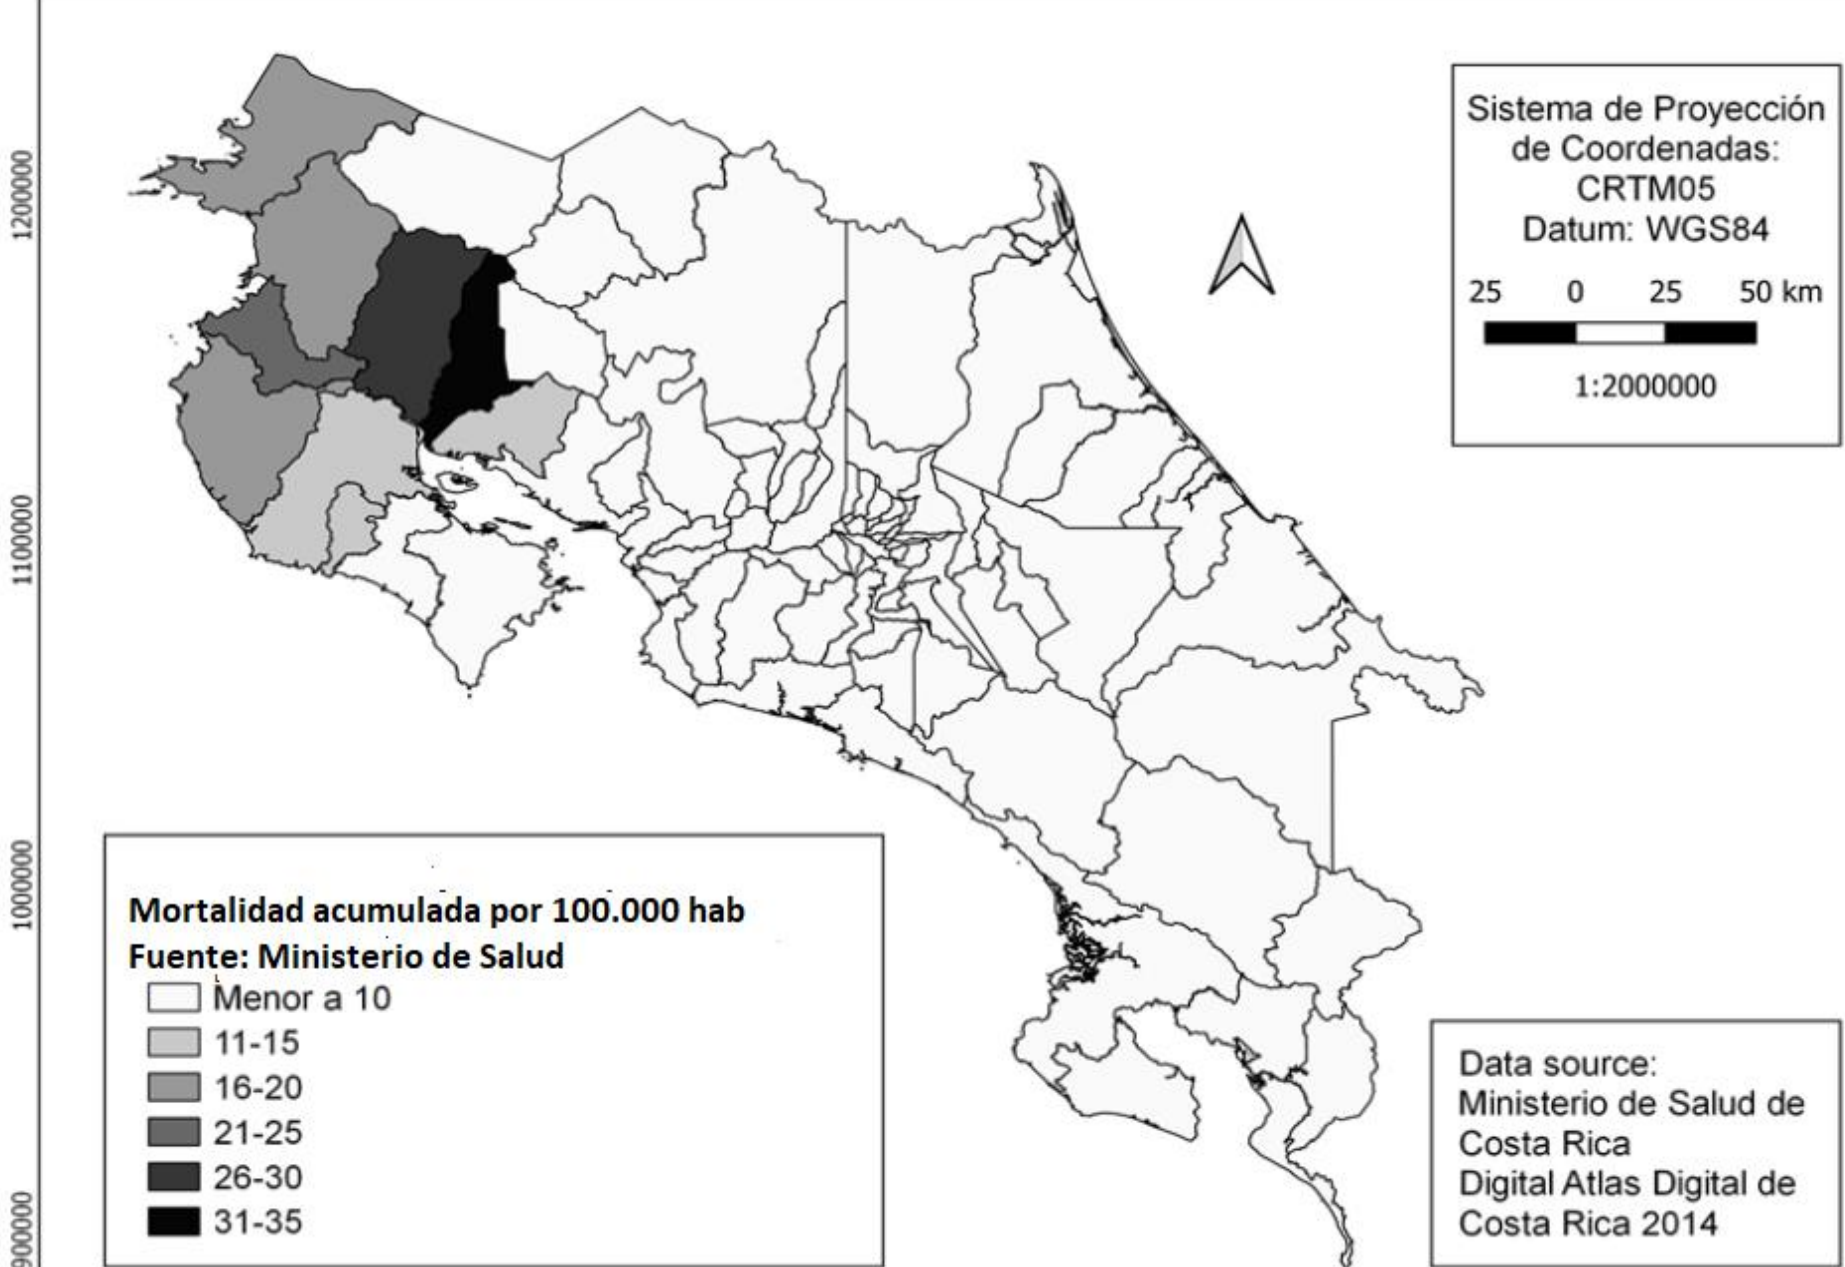 1200000
1100000
1000000
900000
Sistema de Proyección
de Coordenadas:
CRTM05
Datum: WGS84
25 0 25 50 km
1:2000000
Mortalidad acumulada por 100.000 hab
Fuente: Ministerio de Salud
Menor a 10
11-15
16-20
21-25
26-30
31-35
Data source:
Ministerio de Salud de
Costa Rica
Digital Atlas Digital de
Costa Rica 2014